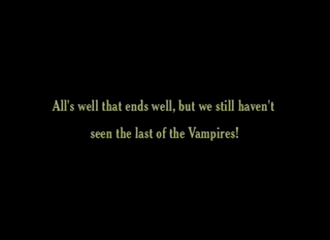 All's well that ends well, but we still haven't
seen the last of the Vampires!